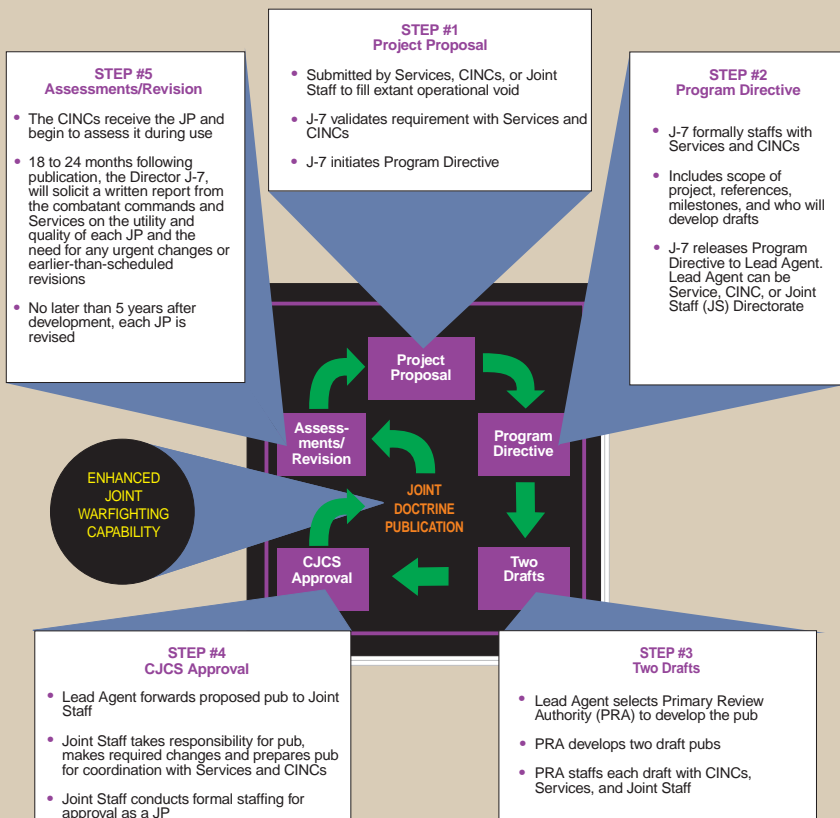 STEP #1
Project Proposal
• Submitted by Services, CINCs, or Joint
Staff to fill extant operational void
• J-7 validates requirement with Services and
CINCs
• J-7 initiates Program Directive
STEP #5
Assessments/Revision
• The CINCs receive the JP and
begin to assess it during use
• 18 to 24 months following
publication, the Director J-7,
will solicit a written report from
the combatant commands and
Services on the utility and
quality of each JP and the
need for any urgent changes or
earlier-than-scheduled
revisions
• No later than 5 years after
development, each JP is
revised
STEP #2
Program Directive
• J-7 formally staffs with
Services and CINCs
• Includes scope of
project, references,
milestones, and who will
develop drafts
• J-7 releases Program
Directive to Lead Agent.
Lead Agent can be
Service, CINC, or Joint
Staff (JS) Directorate
Project
Proposal
Assess-
ments/
Revision
Program
Directive
ENHANCED
JOINT
WARFIGHTING
CAPABILITY
JOINT
DOCTRINE
PUBLICATION
CJCS
Approval
Two
Drafts
STEP #4
CJCS Approval
• Lead Agent forwards proposed pub to Joint
Staff
• Joint Staff takes responsibility for pub,
makes required changes and prepares pub
for coordination with Services and CINCs
• Joint Staff conducts formal staffing for
approval as a JP
STEP #3
Two Drafts
• Lead Agent selects Primary Review
Authority (PRA) to develop the pub
• PRA develops two draft pubs
• PRA staffs each draft with CINCs,
Services, and Joint Staff